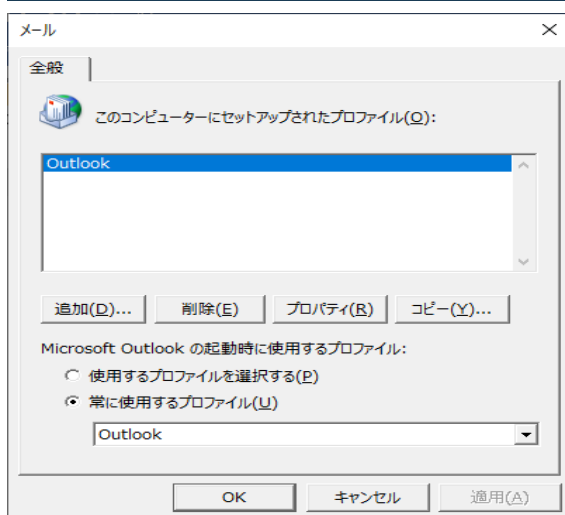 メール
全般
このコンピューターにセットアップされたプロファイル(O):
Outlook
追加(D)... 削除(E) プロパティ(R) コピー(Y)...
Microsoft Outlook の起動時に使用するプロファイル:
使用するプロファイルを選択する(P)
常に使用するプロファイル(U)
Outlook
OK キャンセル 適用(A)